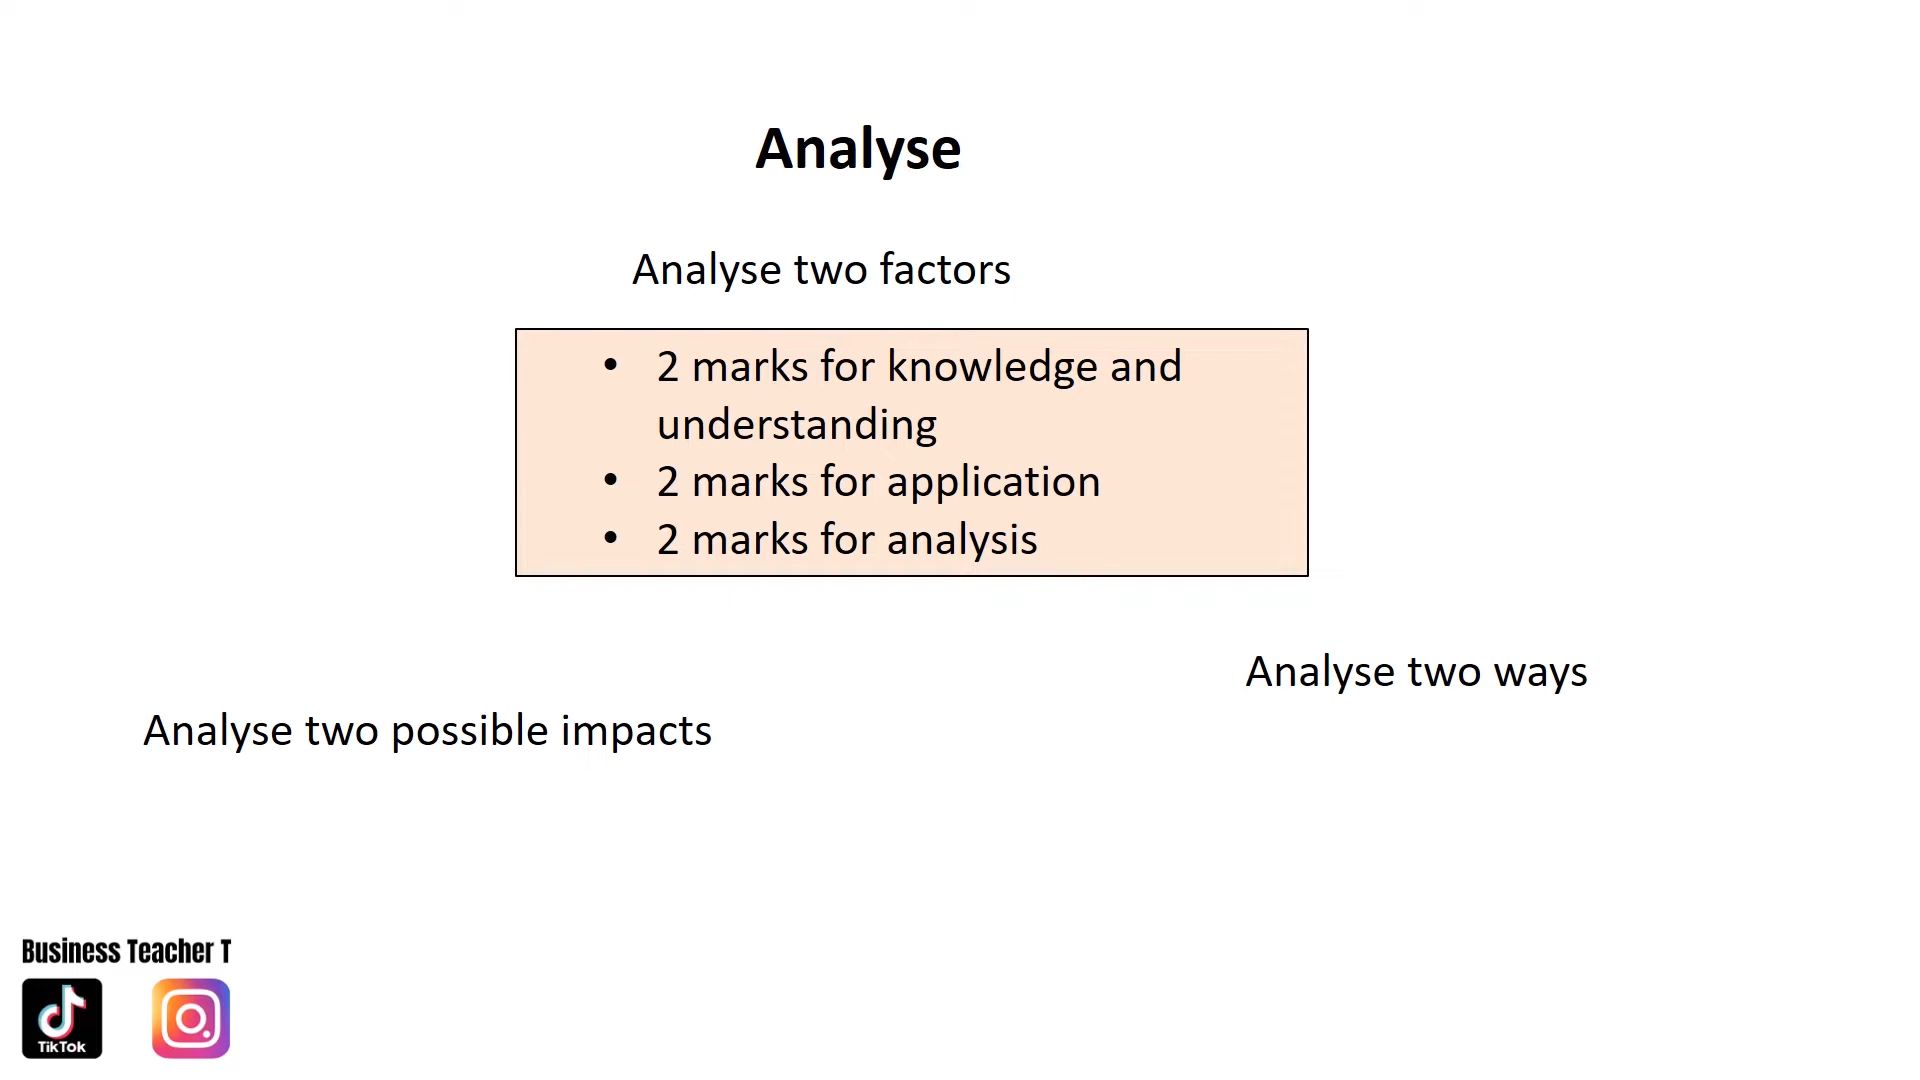 Analyse
Analyse two factors
• 2 marks for knowledge and
understanding
• 2 marks for application
• 2 marks for analysis
Analyse two ways
Analyse two possible impacts
Business Teacher T
TikTok